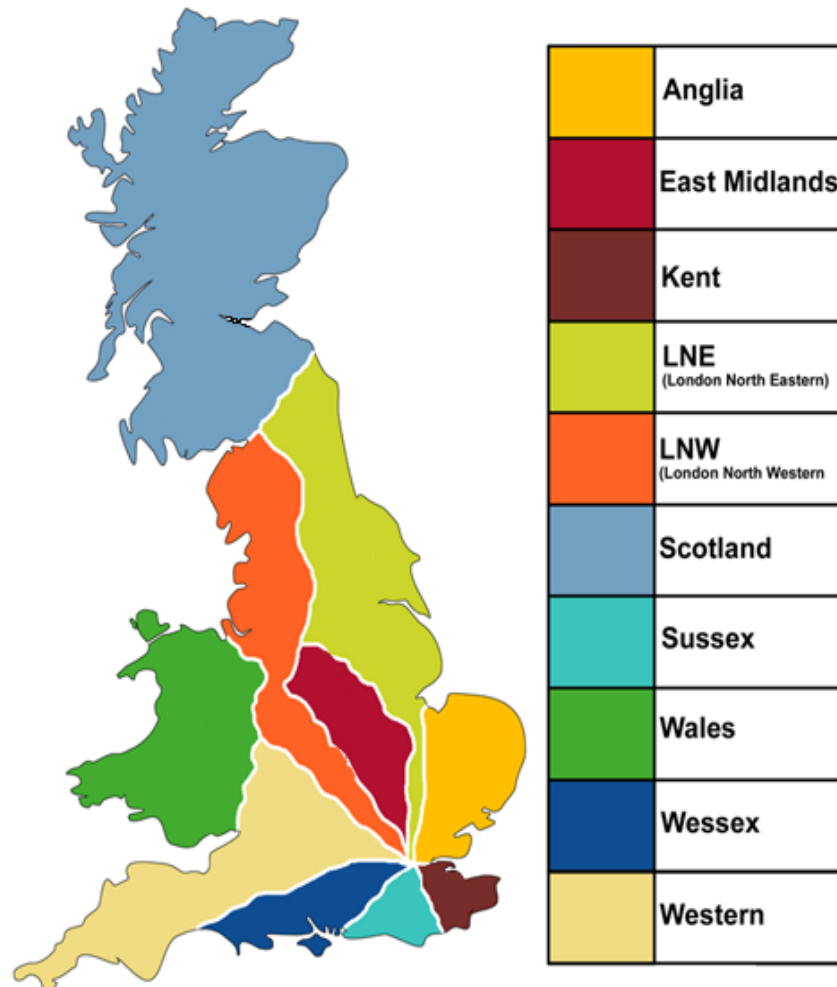 Anglia
East Midlands
Kent
LNE
(London North Eastern)
LNW
(London North Western
Scotland
Sussex
Wales
Wessex
Western